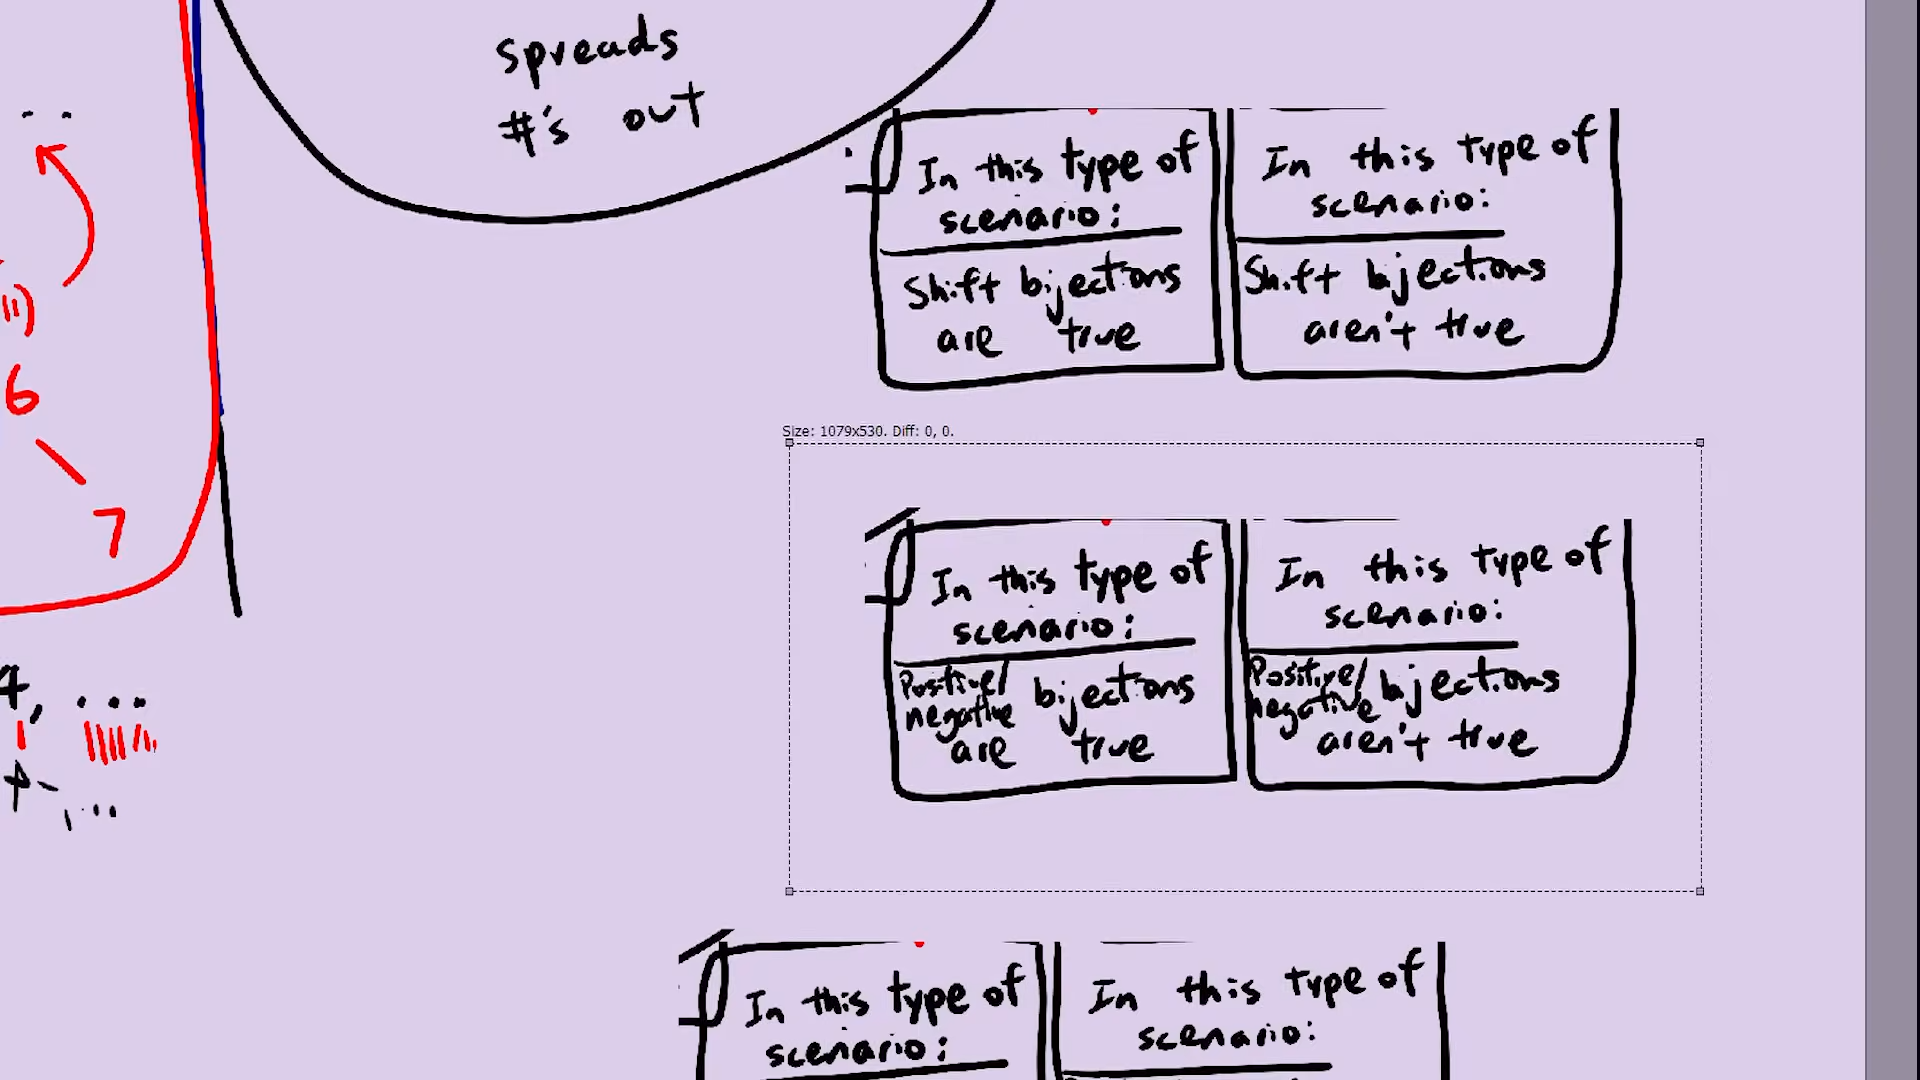 spreads
#'s out
In this type of
scenario:
Shift bijections
are true
In this type of
scenario:
Shift bijections
aren't true
11)
6
7
Size: 1079x530. Diff: 0, 0.
In this type of
scenario:
Positive/
negative bijections
are true
In this type of
scenario:
Positive/
negative bijections
aren't true
4, ...
In this type of
scenario:
In this type of
scenario: